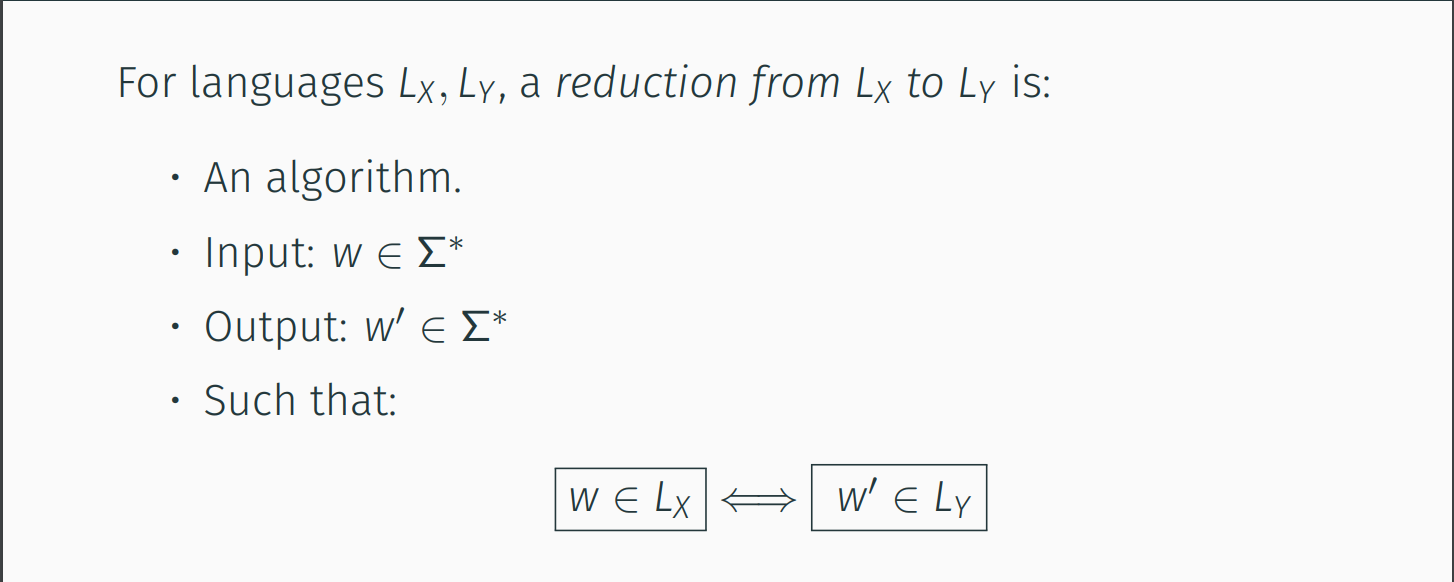 For languages L_X, L_Y, a reduction from L_X to L_Y is:
• An algorithm.
• Input: w ∈ Σ*
• Output: w′ ∈ Σ*
• Such that:
w ∈ L_X ⟺ w′ ∈ L_Y